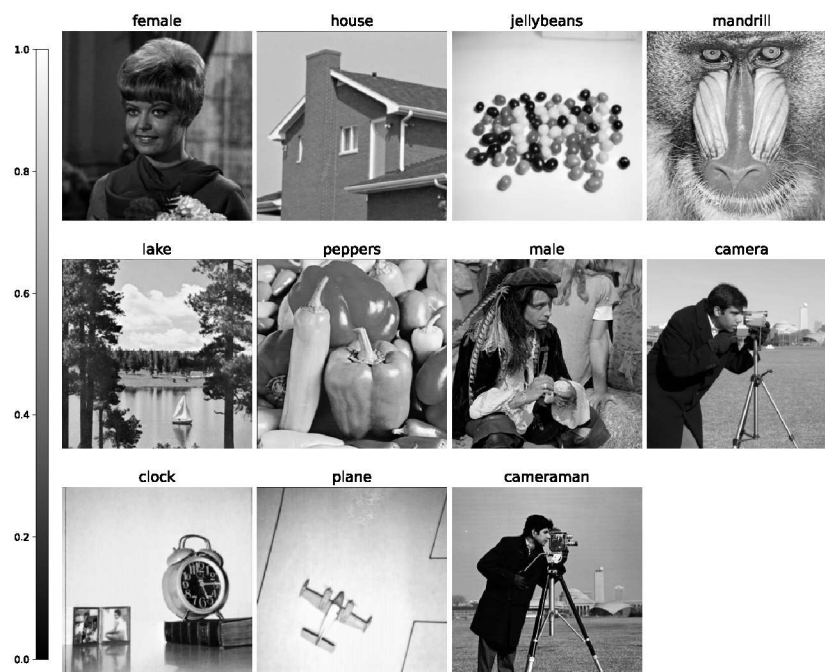 female house jellybeans mandrill
1.0
0.8
lake peppers male camera
0.6
0.4
clock plane cameraman
0.2
0.0